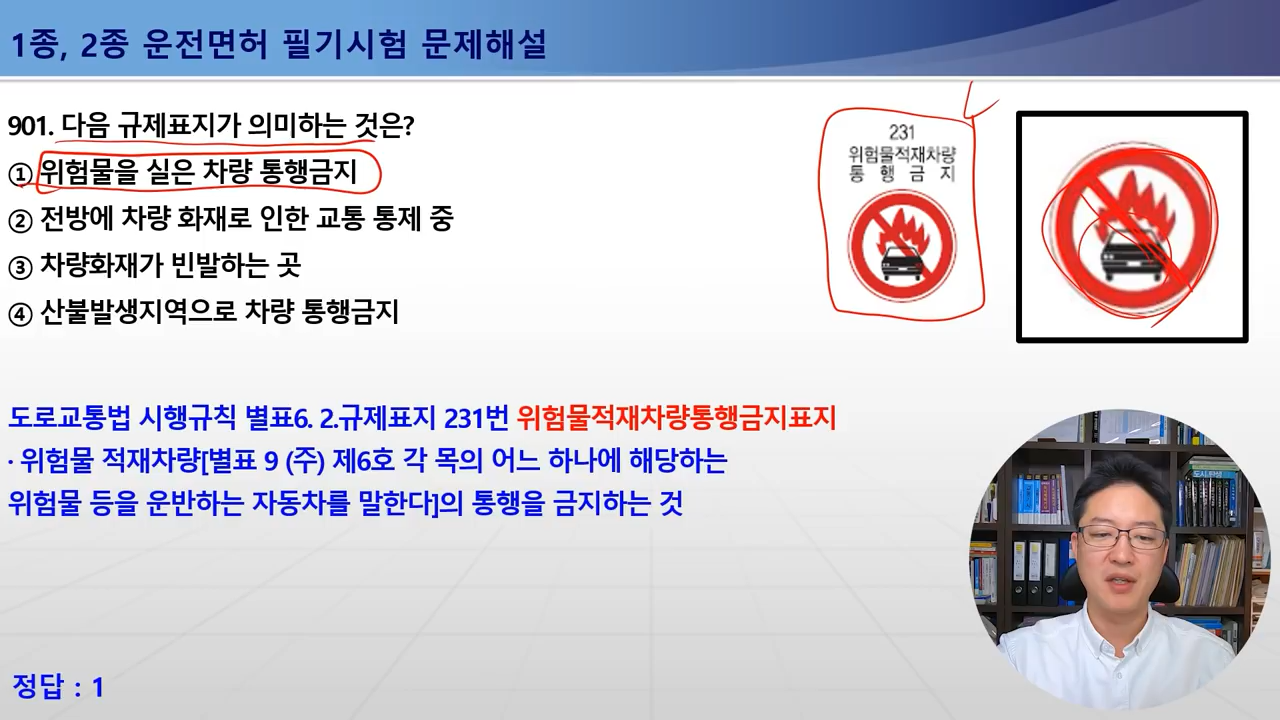 1종, 2종 운전면허 필기시험 문제해설
901. 다음 규제표지가 의미하는 것은?
① 위험물을 실은 차량 통행금지
② 전방에 차량 화재로 인한 교통 통제 중
③ 차량화재가 빈발하는 곳
④ 산불발생지역으로 차량 통행금지
231
위험물적재차량
통 행 금 지
도로교통법 시행규칙 별표6. 2.규제표지 231번 위험물적재차량통행금지표지
· 위험물 적재차량[별표 9 (주) 제6호 각 목의 어느 하나에 해당하는
위험물 등을 운반하는 자동차를 말한다]의 통행을 금지하는 것
정답 : 1